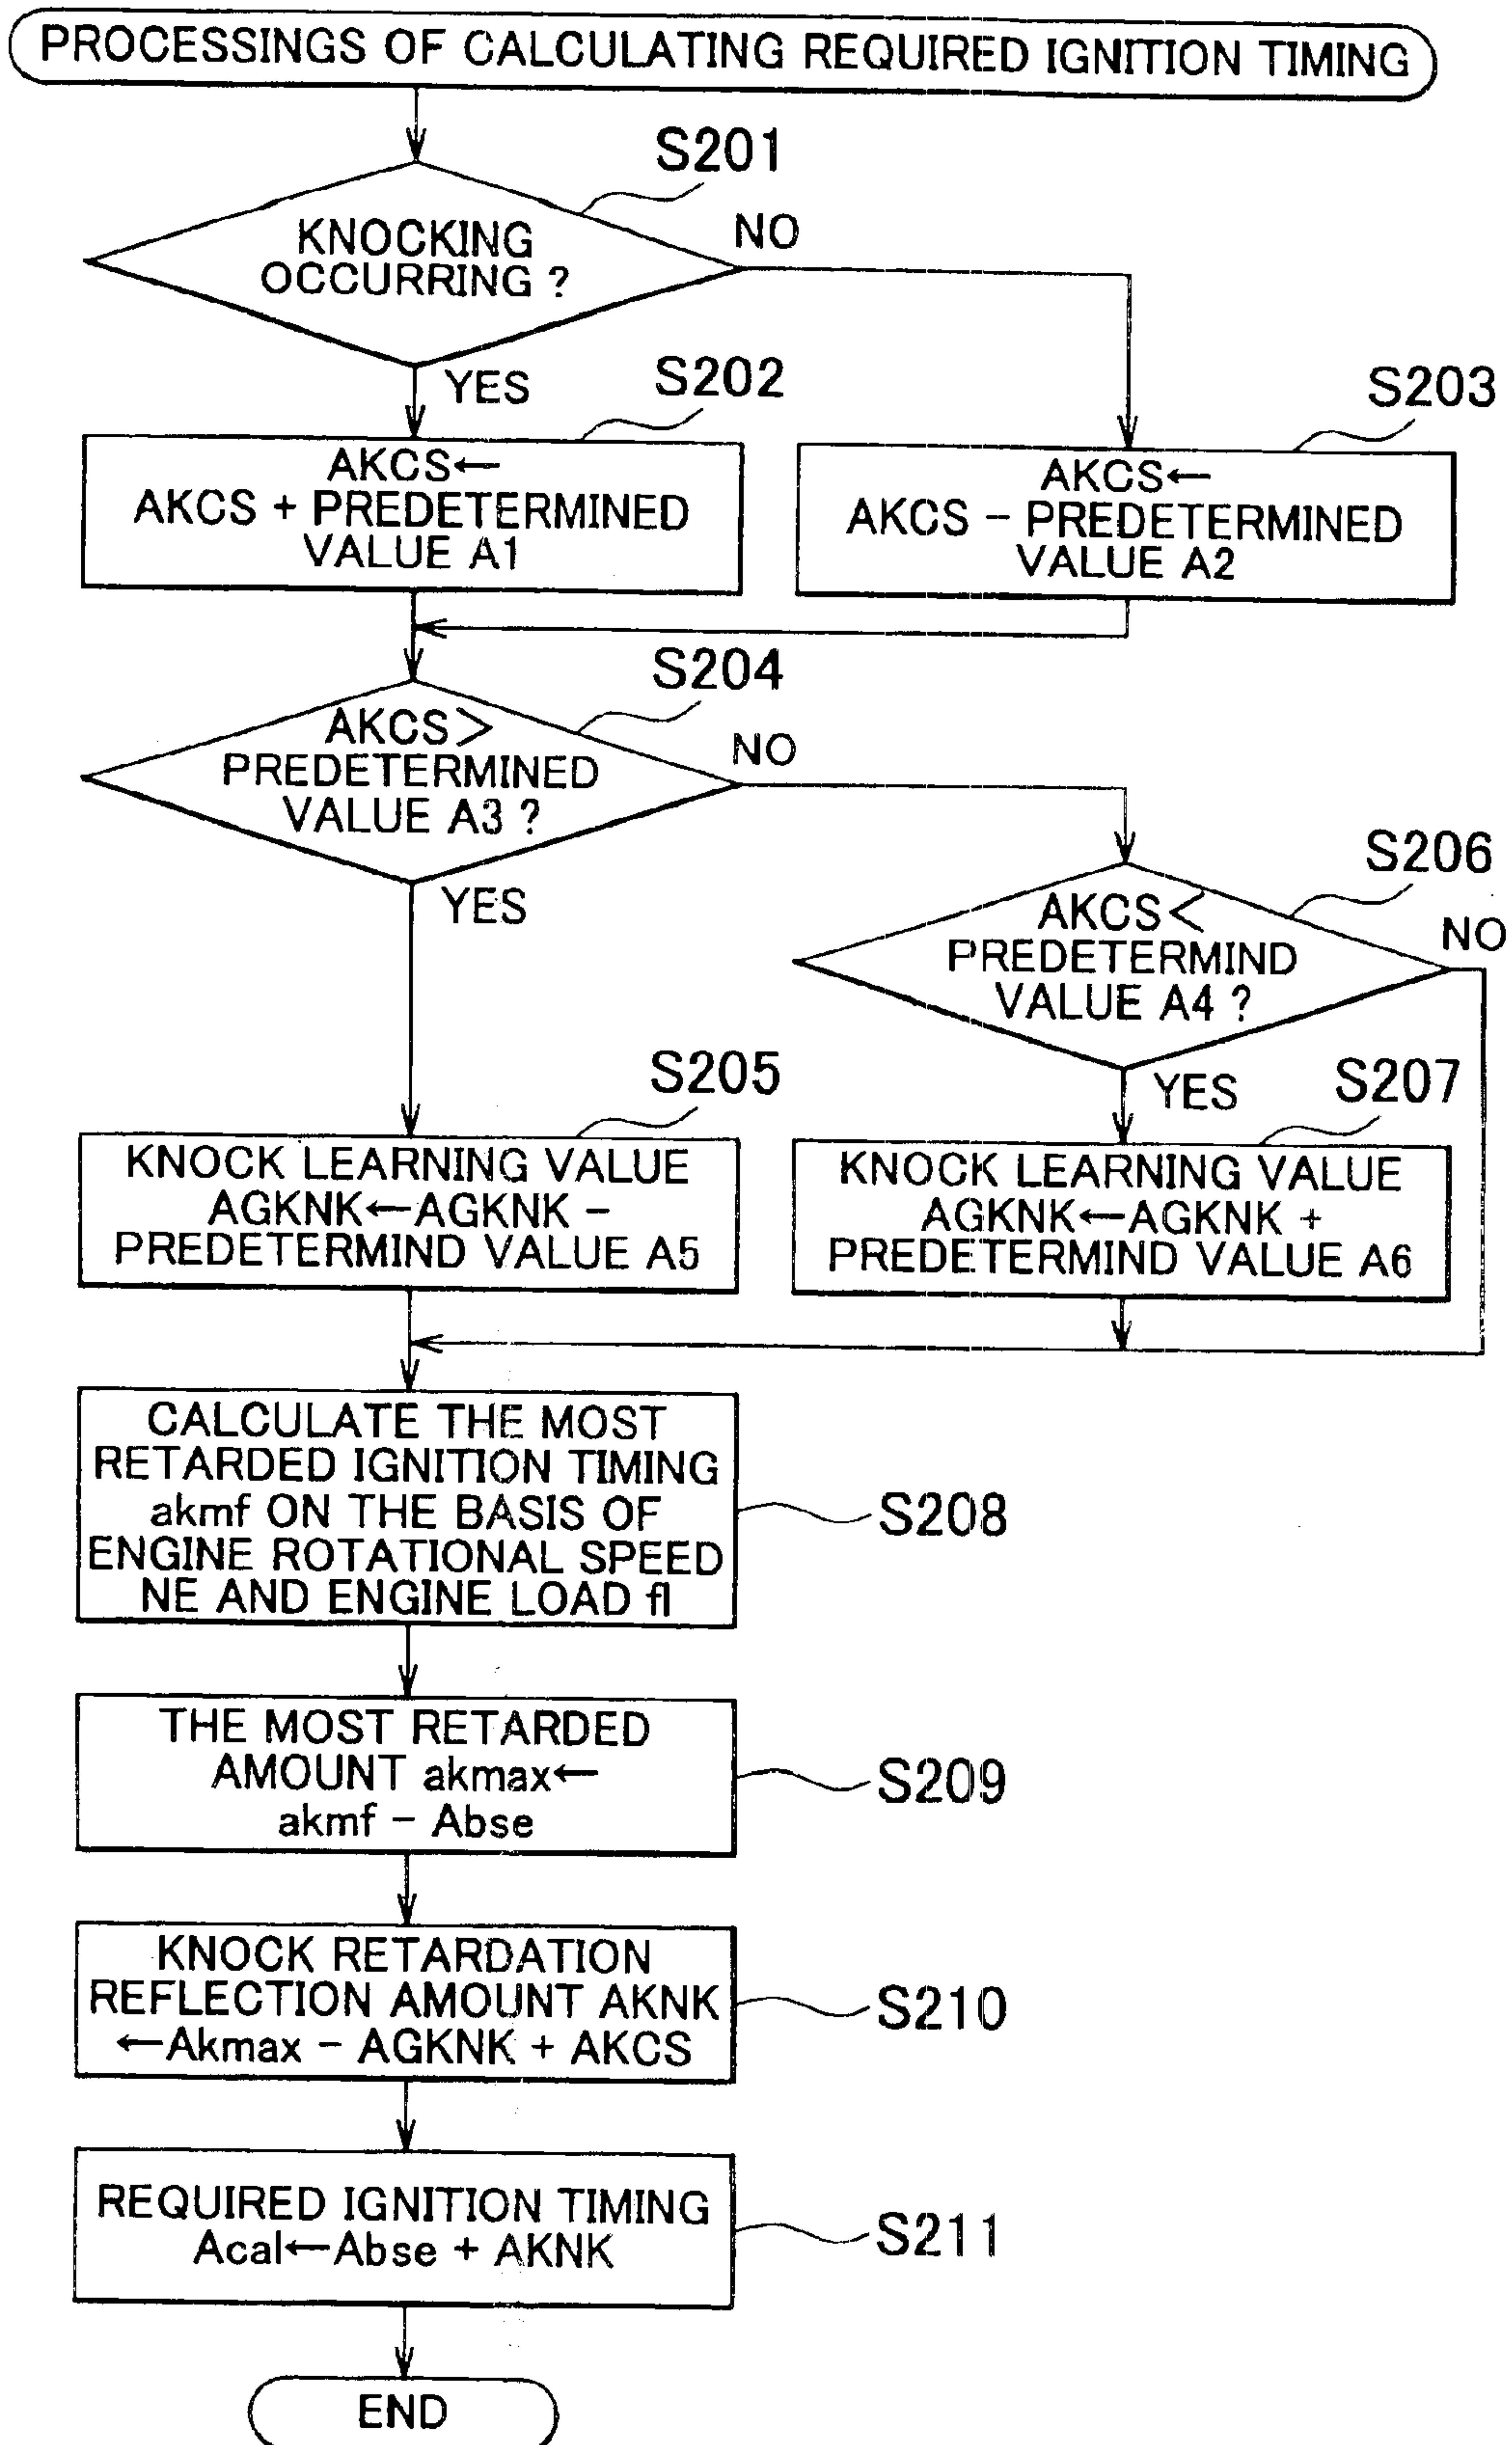 PROCESSINGS OF CALCULATING REQUIRED IGNITION TIMING
S201
KNOCKING
OCCURRING ?
NO
YES
S202
AKCS←
AKCS + PREDETERMINED
VALUE A1
S203
AKCS←
AKCS − PREDETERMINED
VALUE A2
S204
AKCS>
PREDETERMINED
VALUE A3 ?
NO
YES
S206
AKCS<
PREDETERMIND
VALUE A4 ?
NO
YES
S205
KNOCK LEARNING VALUE
AGKNK←AGKNK −
PREDETERMIND VALUE A5
S207
KNOCK LEARNING VALUE
AGKNK←AGKNK +
PREDETERMIND VALUE A6
CALCULATE THE MOST
RETARDED IGNITION TIMING
akmf ON THE BASIS OF
ENGINE ROTATIONAL SPEED
NE AND ENGINE LOAD fl
S208
THE MOST RETARDED
AMOUNT akmax←
akmf − Abse
S209
KNOCK RETARDATION
REFLECTION AMOUNT AKNK
←Akmax − AGKNK + AKCS
S210
REQUIRED IGNITION TIMING
Acal←Abse + AKNK
S211
END